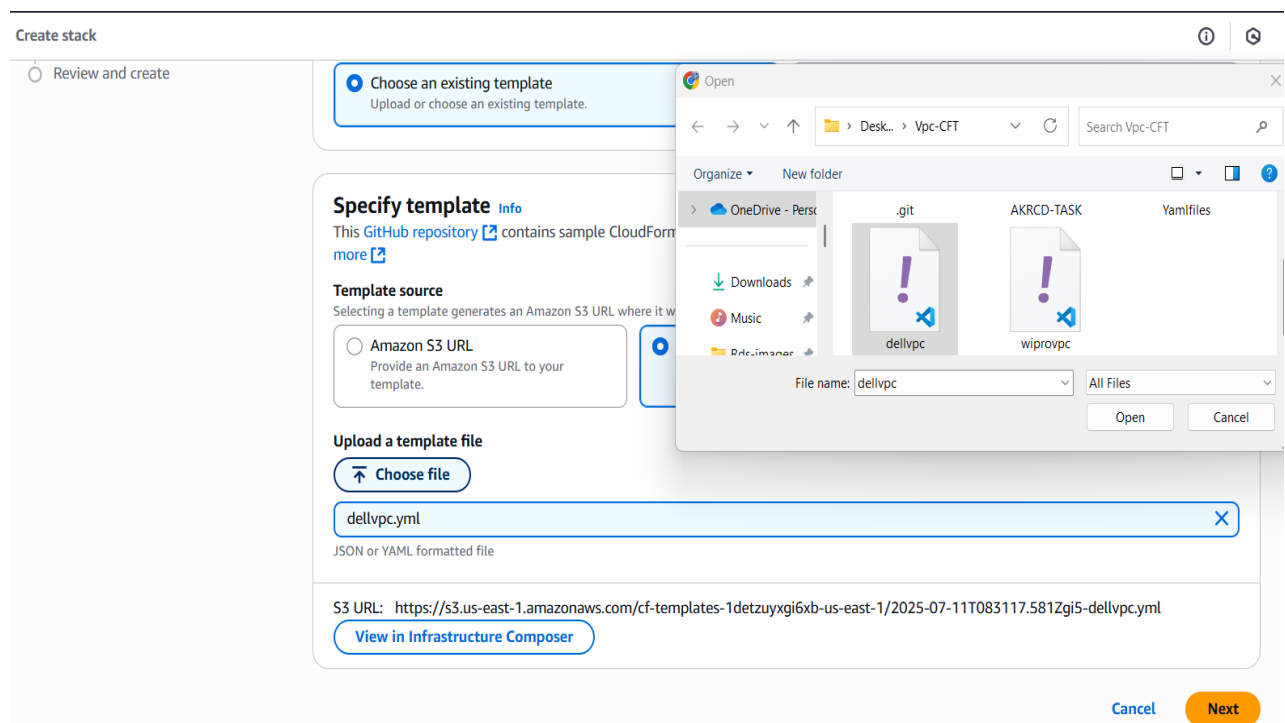 Create stack
Review and create
Choose an existing template
Upload or choose an existing template.
Specify template Info
This GitHub repository contains sample CloudForm
more
Template source
Selecting a template generates an Amazon S3 URL where it w
Amazon S3 URL
Provide an Amazon S3 URL to your
template.
Upload a template file
Choose file
dellvpc.yml
JSON or YAML formatted file
S3 URL: https://s3.us-east-1.amazonaws.com/cf-templates-1detzuyxgi6xb-us-east-1/2025-07-11T083117.581Zgi5-dellvpc.yml
View in Infrastructure Composer
Cancel Next
Open
Desk... Vpc-CFT
Search Vpc-CFT
Organize New folder
OneDrive - Perso
.git AKRCD-TASK Yamlfiles
Downloads
Music
Rds-images
dellvpc wiprovpc
File name: dellvpc All Files
Open Cancel